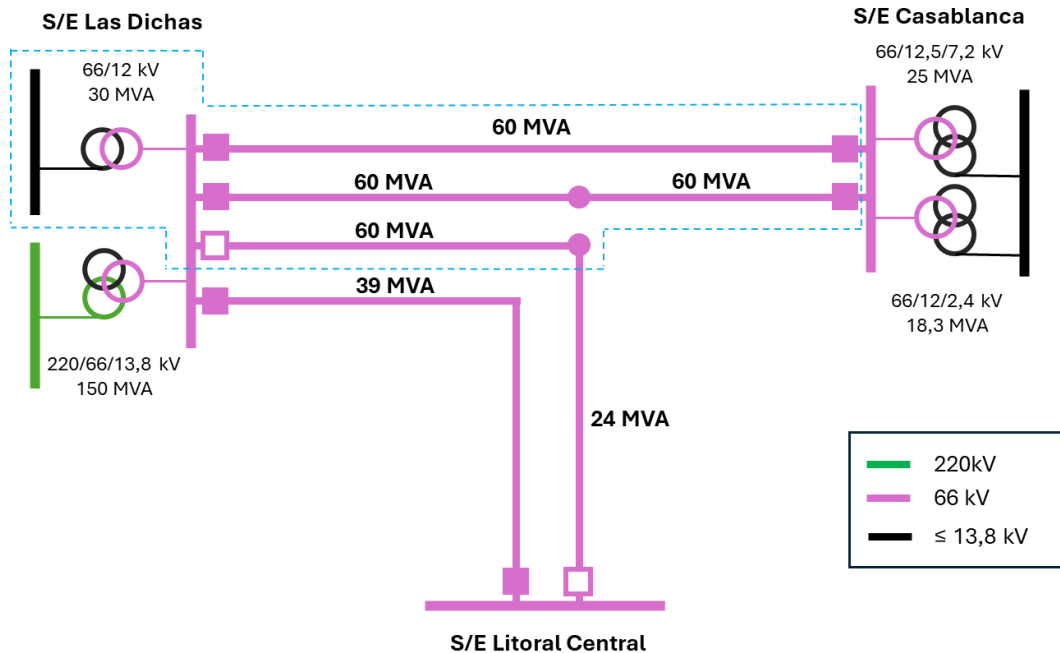 S/E Las Dichas
S/E Casablanca
66/12 kV
30 MVA
66/12,5/7,2 kV
25 MVA
60 MVA
60 MVA
60 MVA
60 MVA
39 MVA
220/66/13,8 kV
150 MVA
66/12/2,4 kV
18,3 MVA
24 MVA
220kV
66 kV
≤ 13,8 kV
S/E Litoral Central